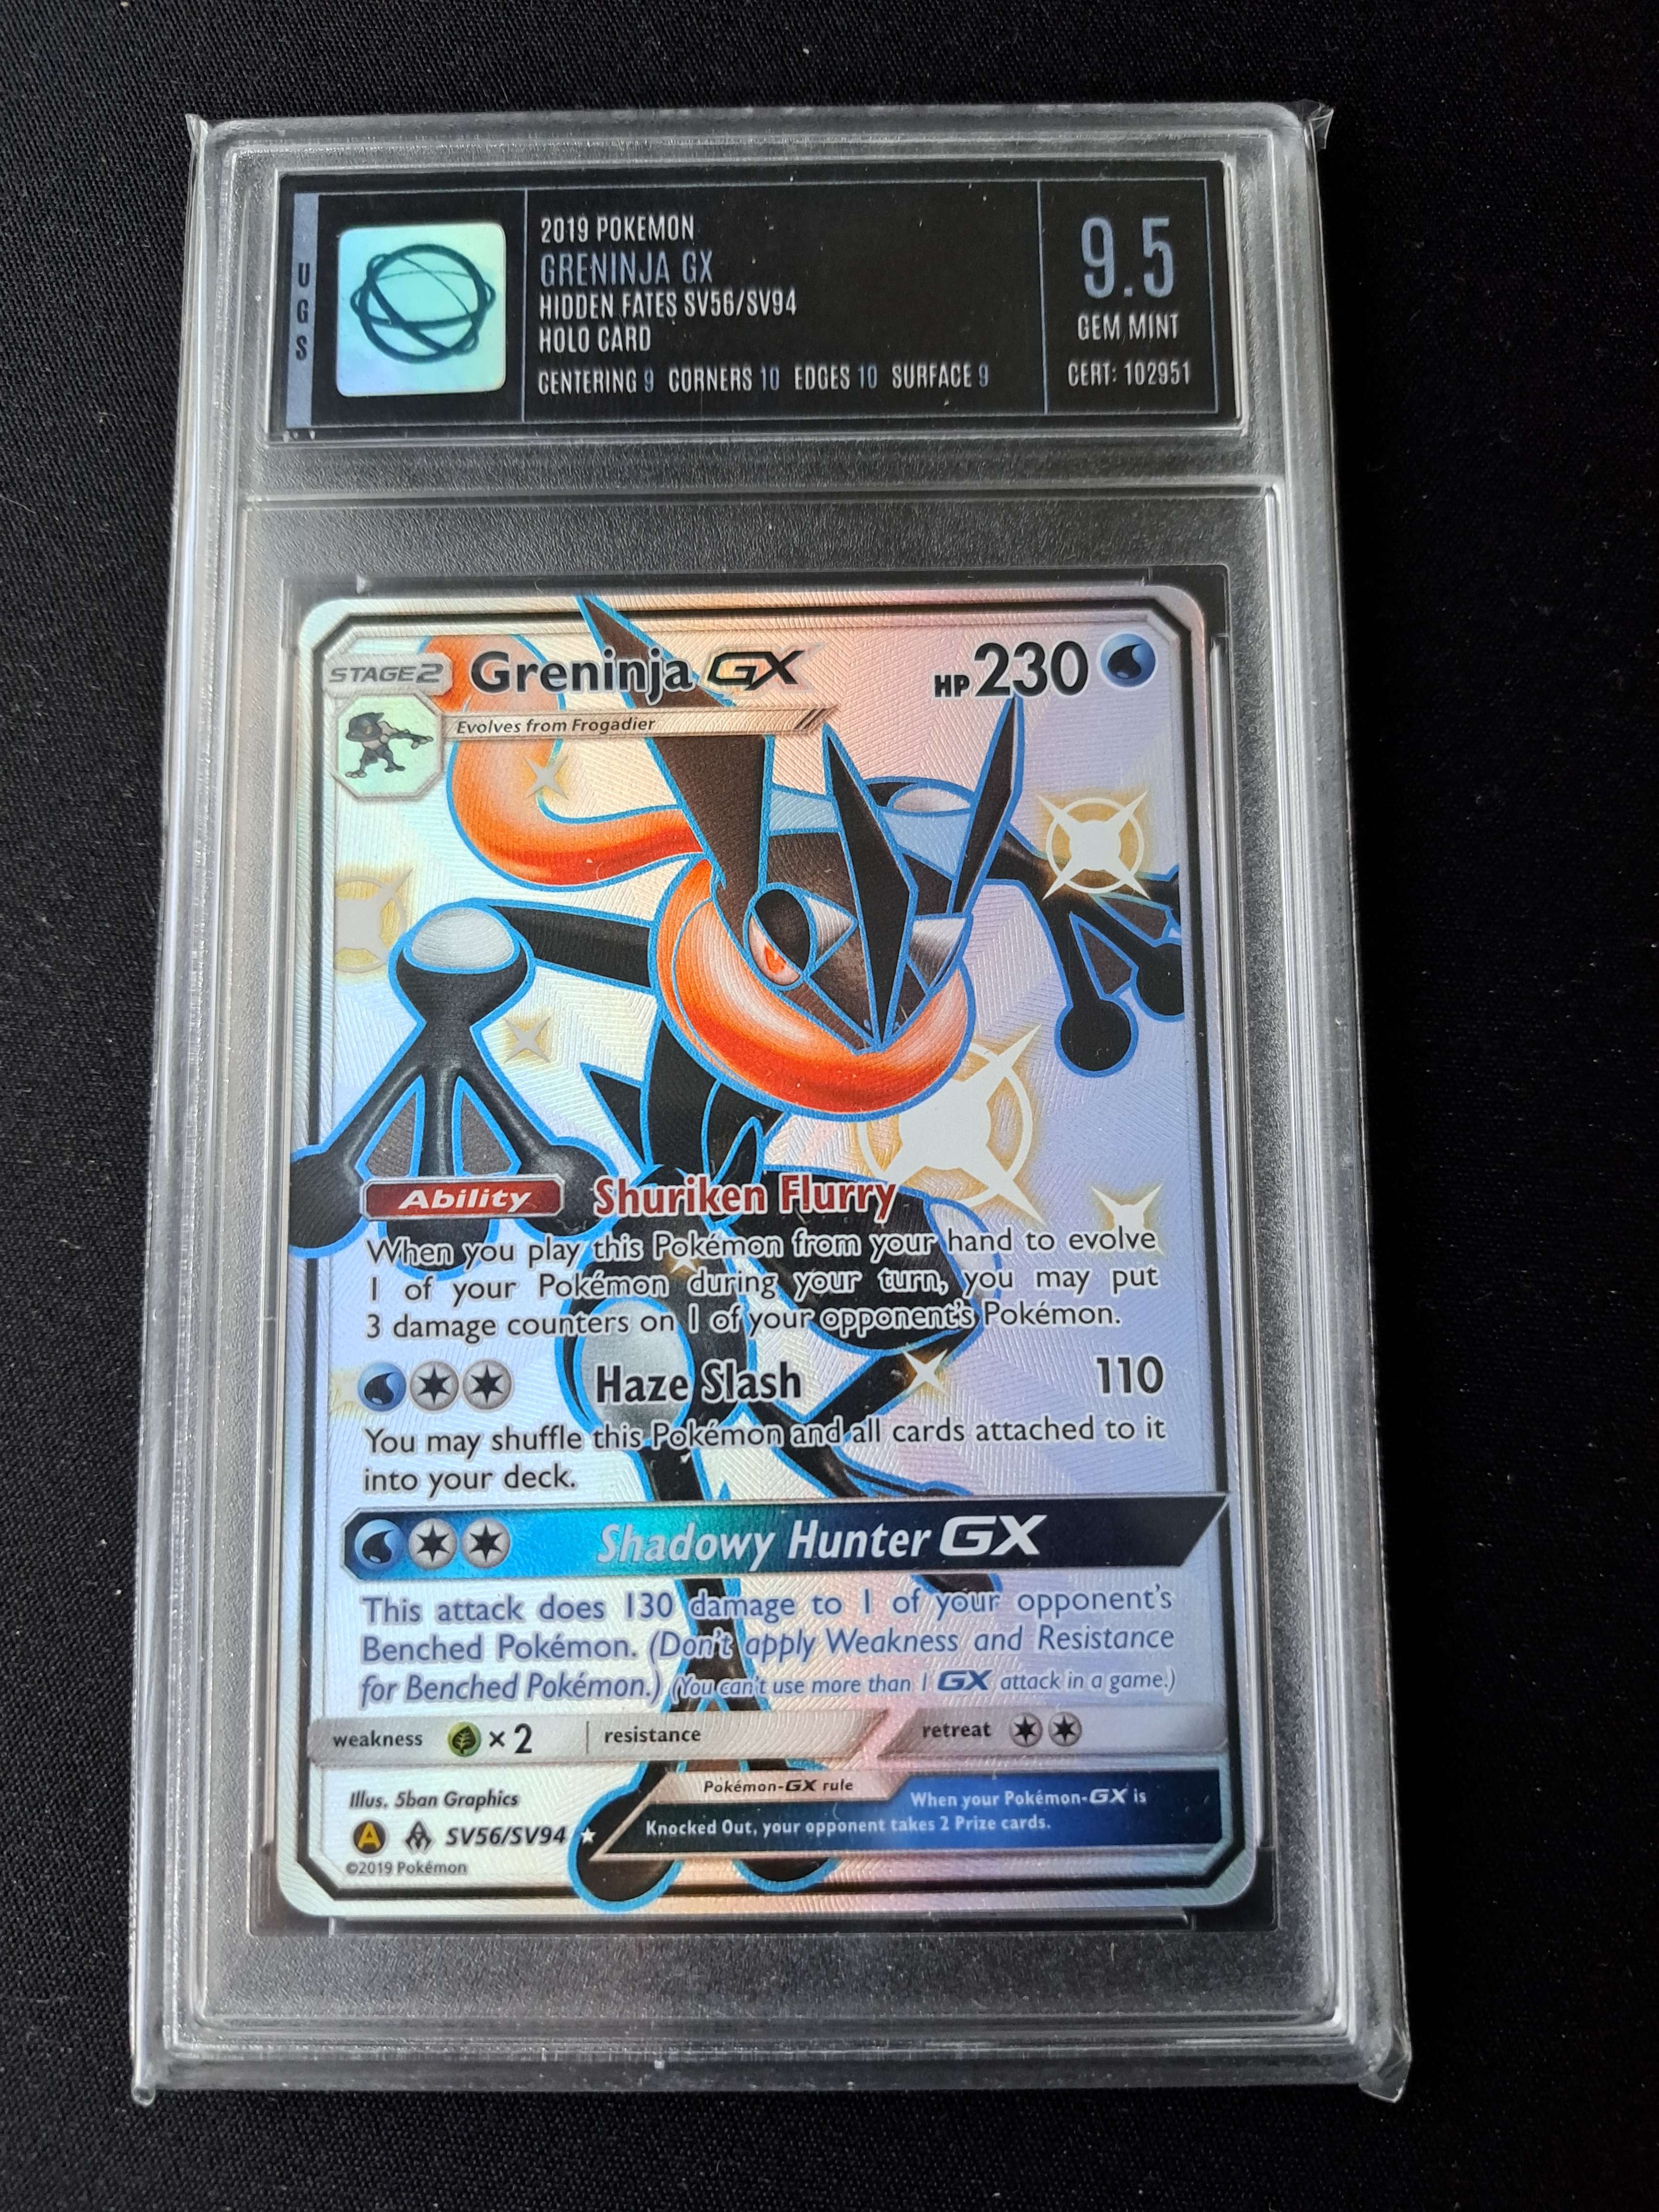 UGS
2019 POKEMON
GRENINJA GX
HIDDEN FATES SV56/SV94
HOLO CARD
CENTERING 9 CORNERS 10 EDGES 10 SURFACE 9
9.5
GEM MINT
CERT: 102951
STAGE 2 Greninja GX HP 230
Evolves from Frogadier
Ability Shuriken Flurry
When you play this Pokémon from your hand to evolve
1 of your Pokémon during your turn, you may put
3 damage counters on 1 of your opponent's Pokémon.
Haze Slash 110
You may shuffle this Pokémon and all cards attached to it
into your deck.
Shadowy Hunter GX
This attack does 130 damage to 1 of your opponent's
Benched Pokémon. (Don't apply Weakness and Resistance
for Benched Pokémon.) (You can't use more than 1 GX attack in a game.)
weakness ×2 resistance retreat
Illus. 5ban Graphics
A SV56/SV94
©2019 Pokémon
Pokémon-GX rule
When your Pokémon-GX is
Knocked Out, your opponent takes 2 Prize cards.